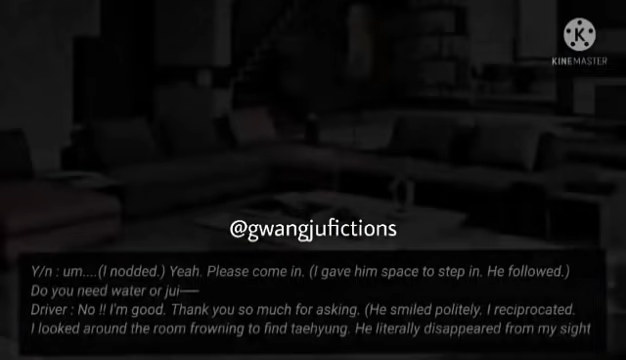 K
KINEMASTER
@gwangjufictions
Y/n : um....(I nodded.) Yeah. Please come in. (I gave him space to step in. He followed.)
Do you need water or jui----
Driver : No !! I'm good. Thank you so much for asking. (He smiled politely. I reciprocated.
I looked around the room frowning to find taehyung. He literally disappeared from my sight